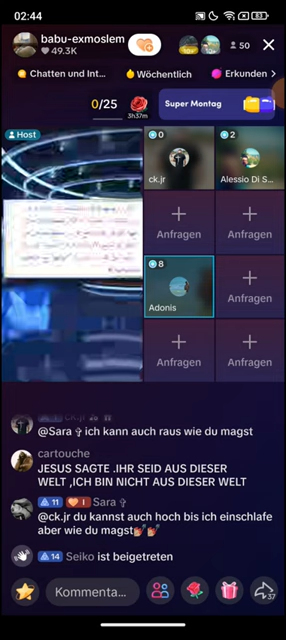 02:44
83
babu-exmoslem
49.3K
50
Chatten und Int...
Wöchentlich
Erkunden
0/25
3h37m
Super Montag
Host
0
2
ck.jr
Alessio Di S...
Anfragen
Anfragen
8
Adonis
Anfragen
Anfragen
Anfragen
ck.jr
@Sara ✞ ich kann auch raus wie du magst
cartouche
JESUS SAGTE .IHR SEID AUS DIESER
WELT ,ICH BIN NICHT AUS DIESER WELT
11
I
Sara ✞
@ck.jr du kannst auch hoch bis ich einschlafe
aber wie du magst
14
Seiko ist beigetreten
Kommenta...
37